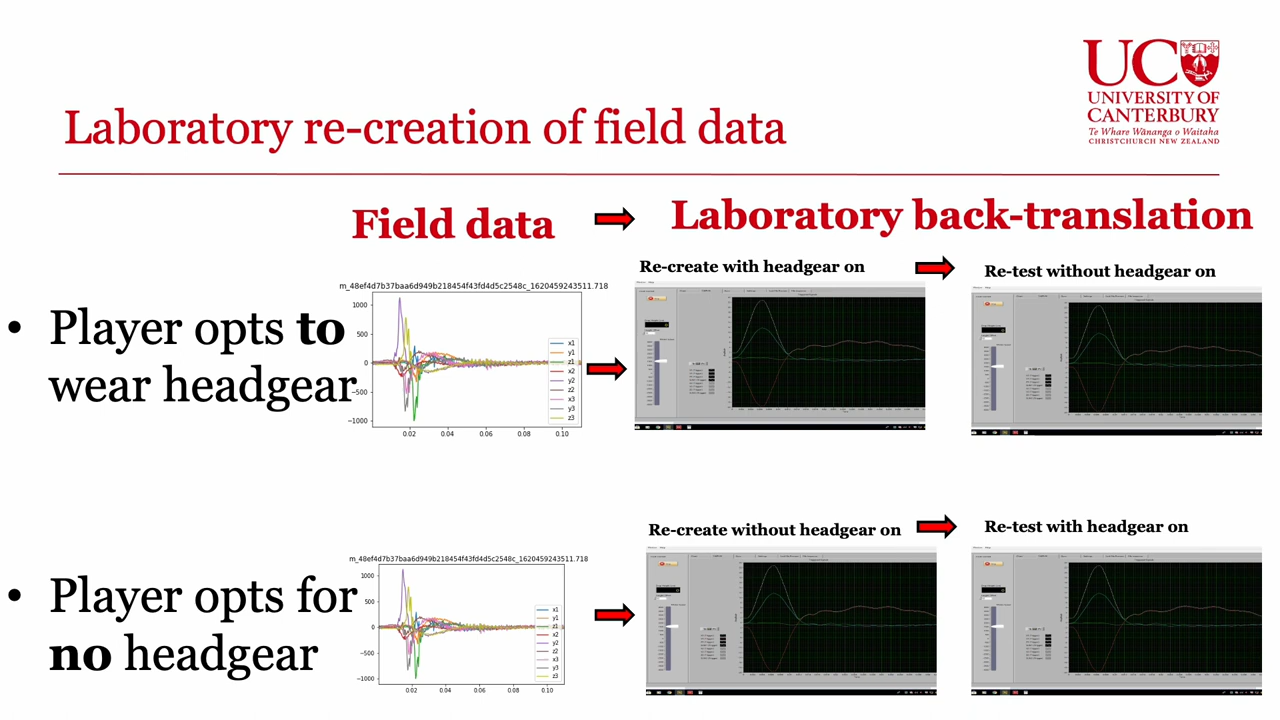 UC
UNIVERSITY OF
CANTERBURY
Te Whare Wānanga o Waitaha
CHRISTCHURCH NEW ZEALAND
Laboratory re-creation of field data
Field data
Laboratory back-translation
Re-create with headgear on
Re-test without headgear on
• Player opts to
wear headgear
m_48ef4d7b37baa6d949b218454f43fd4d5c2548c_1620459243511.718
1000
500
0
−500
−1000
0.02 0.04 0.06 0.08 0.10
x1
y1
z1
x2
y2
z2
x3
y3
z3
Re-create without headgear on
Re-test with headgear on
• Player opts for
no headgear
m_48ef4d7b37baa6d949b218454f43fd4d5c2548c_1620459243511.718
1000
500
0
−500
−1000
0.02 0.04 0.06 0.08 0.10
x1
y1
z1
x2
y2
z2
x3
y3
z3